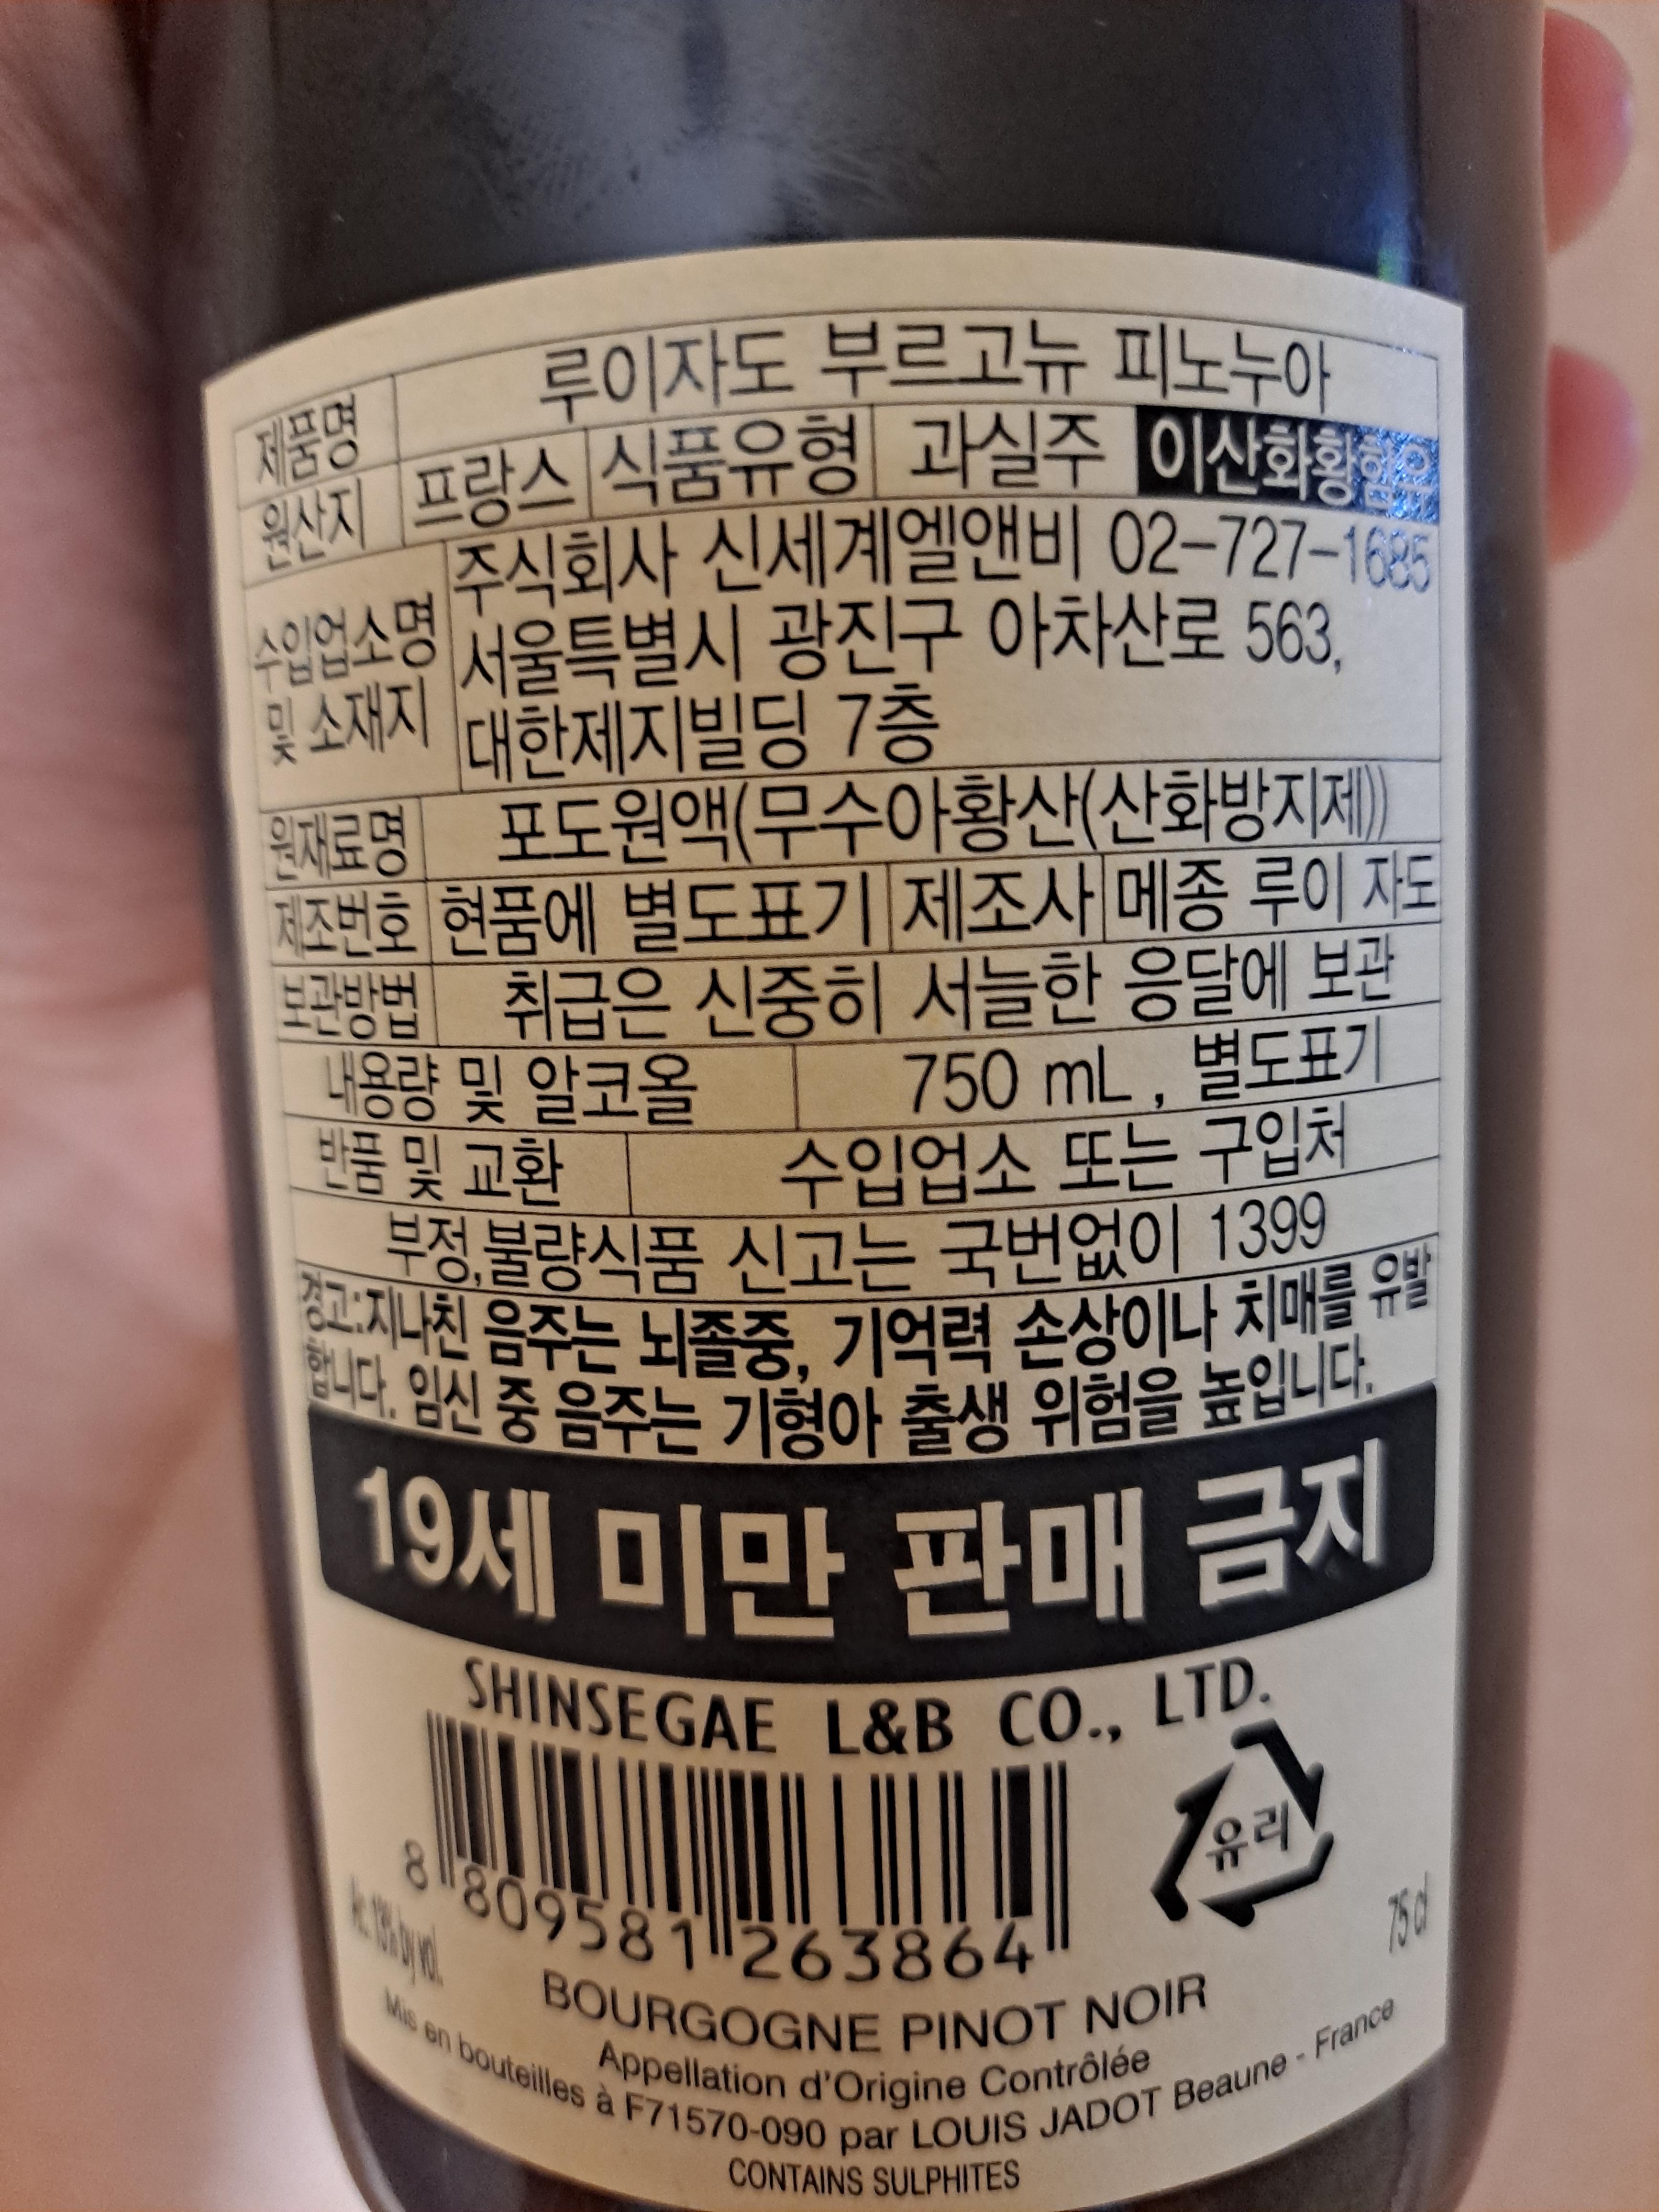 제품명 루이자도 부르고뉴 피노누아
원산지 프랑스 식품유형 과실주 이산화황함유
수입업소명 및 소재지 주식회사 신세계엘앤비 02-727-1685
서울특별시 광진구 아차산로 563,
대한제지빌딩 7층
원재료명 포도원액(무수아황산(산화방지제))
제조번호 현품에 별도표기 제조사 메종 루이 자도
보관방법 취급은 신중히 서늘한 응달에 보관
내용량 및 알코올 750 mL , 별도표기
반품 및 교환 수입업소 또는 구입처
부정,불량식품 신고는 국번없이 1399
경고:지나친 음주는 뇌졸중, 기억력 손상이나 치매를 유발
합니다. 임신 중 음주는 기형아 출생 위험을 높입니다.
19세 미만 판매 금지
SHINSEGAE L&B CO., LTD.
유리
8 809581 263864
Alc. 13% by vol. 75 cl
BOURGOGNE PINOT NOIR
Appellation d'Origine Contrôlée
Mis en bouteilles à F71570-090 par LOUIS JADOT Beaune - France
CONTAINS SULPHITES